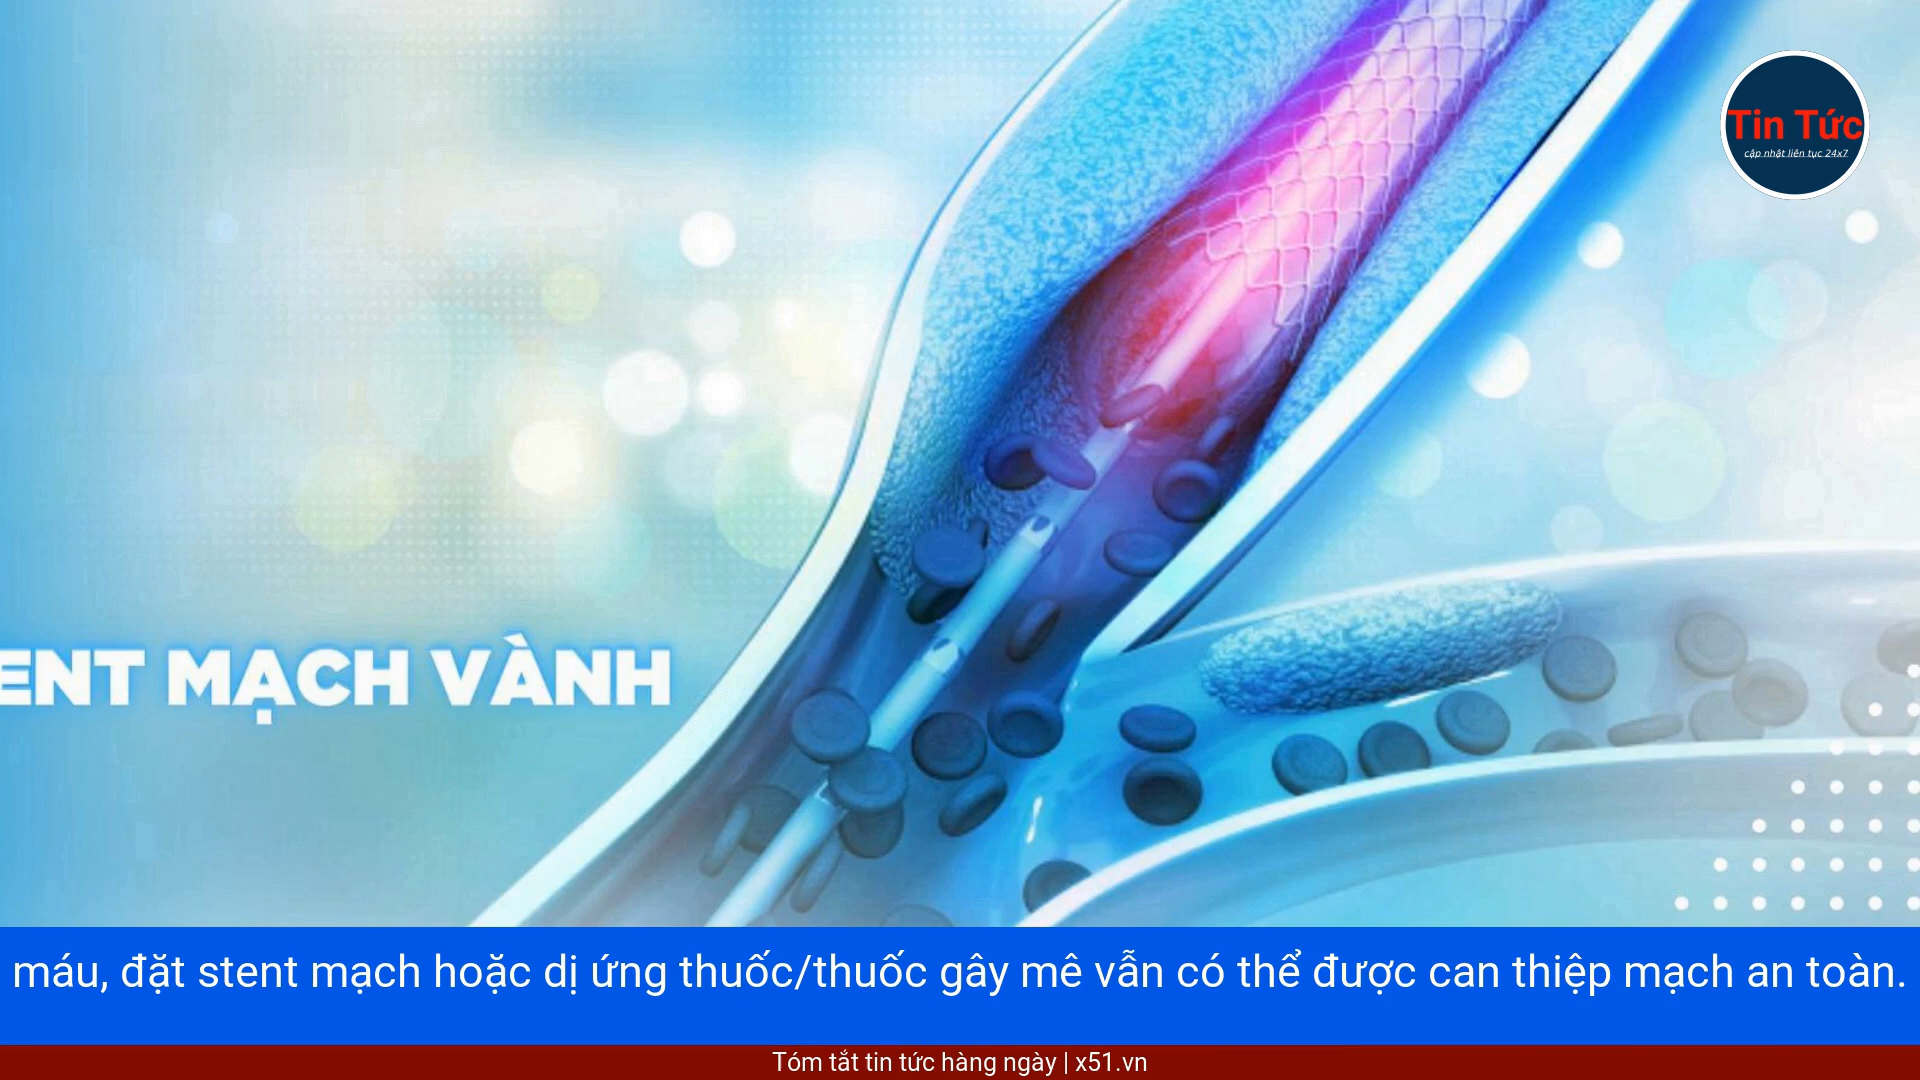 Tin Tức
cập nhật liên tục 24x7
ENT MẠCH VÀNH
máu, đặt stent mạch hoặc dị ứng thuốc/thuốc gây mê vẫn có thể được can thiệp mạch an toàn.
Tóm tắt tin tức hàng ngày | x51.vn